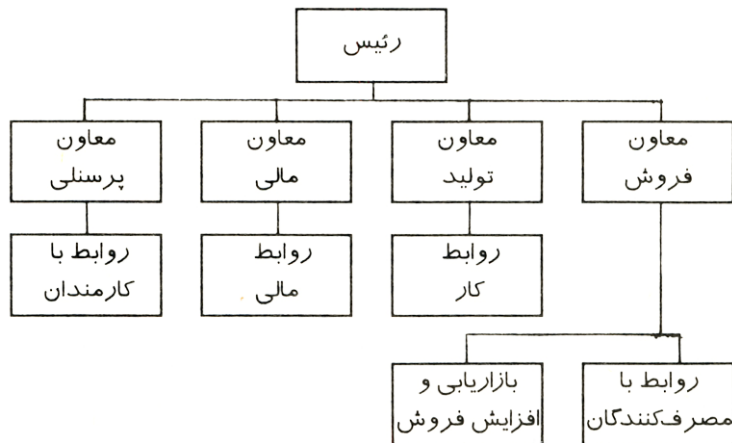 رئیس
معاون
فروش
معاون
تولید
معاون
مالی
معاون
پرسنلی
روابط
کار
روابط
مالی
روابط با
کارمندان
روابط با
مصرف‌کنندگان
بازاریابی و
افزایش فروش